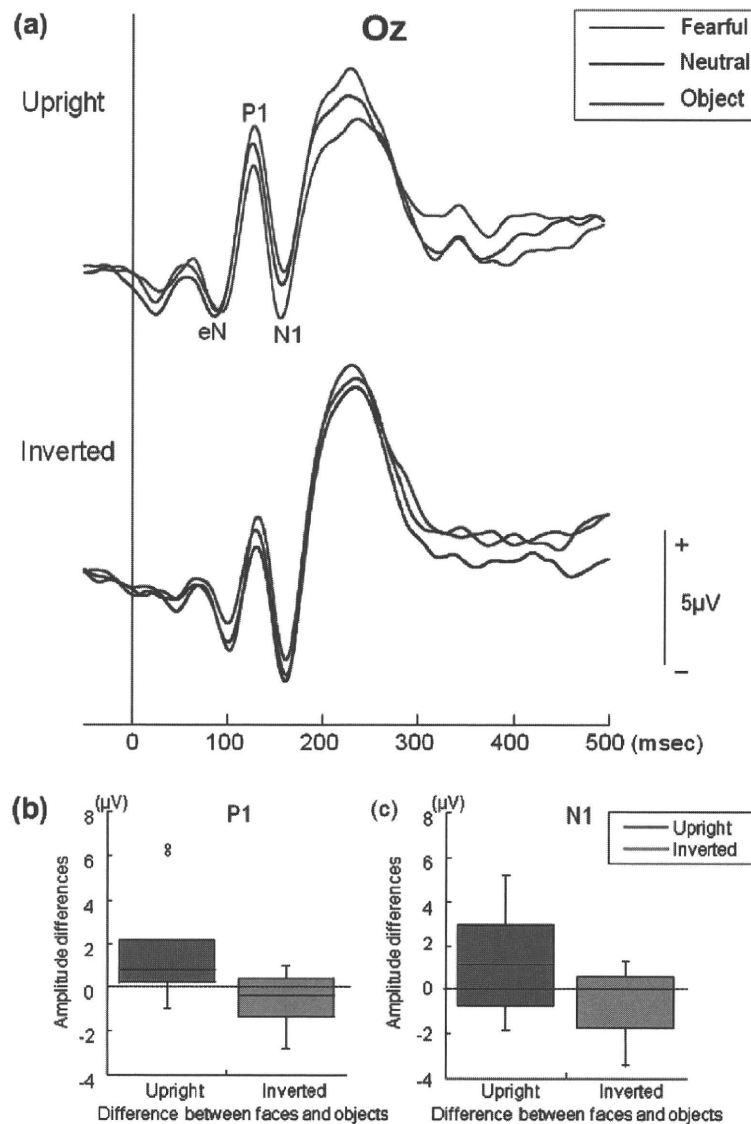 (a)
Oz
Fearful
Neutral
Object
Upright
P1
eN
N1
Inverted
+
5µV
−
0 100 200 300 400 500 (msec)
(b)
(µV)
P1
8
6
4
2
0
-2
-4
Amplitude differences
Upright Inverted
Difference between faces and objects
(c)
(µV)
N1
Upright
Inverted
8
6
4
2
0
-2
-4
Amplitude differences
Upright Inverted
Difference between faces and objects